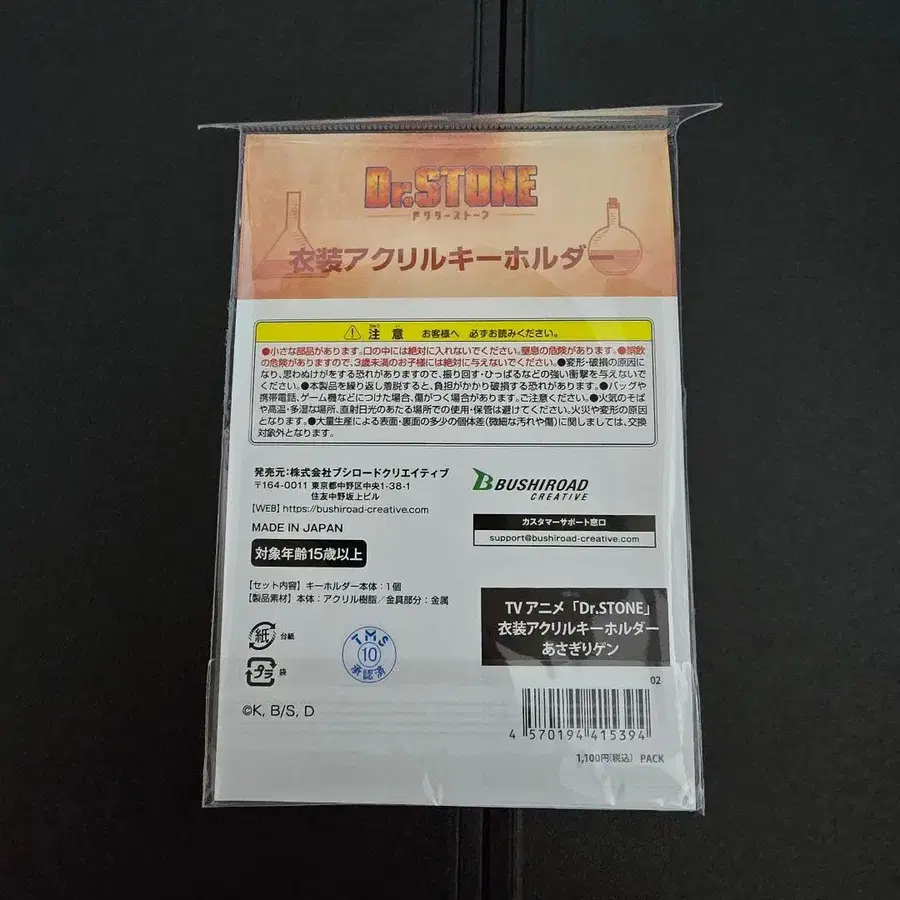 Dr.STONE
ドクターストーン
衣装アクリルキーホルダー
注意 お客様へ 必ずお読みください。
●小さな部品があります。口の中には絶対に入れないでください。窒息の危険があります。●誤飲
の危険がありますので、3歳未満のお子様には絶対に与えないでください。●変形・破損の原因に
なり、思わぬけがをする恐れがありますので、振り回す・ひっぱるなどの強い衝撃を与えないで
ください。●本製品を繰り返し着脱すると、負担がかかり破損する恐れがあります。●バッグや
携帯電話、ゲーム機などにつけた場合、傷がつく場合があります。ご注意ください。●火気のそば
や高温・多湿な場所、直射日光のあたる場所での使用・保管は避けてください。火災や変形の原因
となります。●大量生産による表面・裏面の多少の個体差(微細な汚れや傷)に関しましては、交換
対象外となります。
発売元:株式会社ブシロードクリエイティブ
〒164-0011 東京都中野区中央1-38-1
住友中野坂上ビル
【WEB】https://bushiroad-creative.com
MADE IN JAPAN
対象年齢15歳以上
BUSHIROAD
CREATIVE
カスタマーサポート窓口
support@bushiroad-creative.com
【セット内容】キーホルダー本体:1個
【製品素材】本体:アクリル樹脂/金具部分:金属
紙 台紙
プラ 袋
TMS
10
承認済
TVアニメ「Dr.STONE」
衣装アクリルキーホルダー
あさぎりゲン
02
©K, B/S, D
4 570194 415394
1,100円(税込) PACK